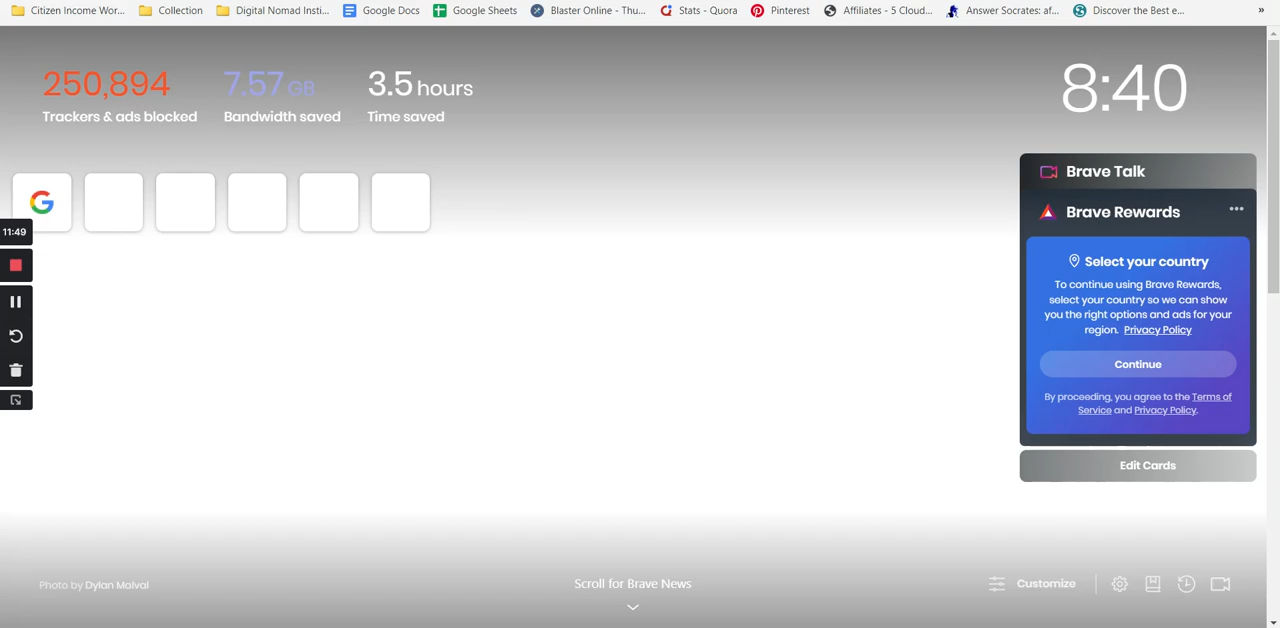 Citizen Income Wor... Collection Digital Nomad Insti... Google Docs Google Sheets Blaster Online - Thu... Stats - Quora Pinterest Affiliates - 5 Cloud... Answer Socrates: af... Discover the Best e... »
250,894 7.57 GB 3.5 hours
Trackers & ads blocked Bandwidth saved Time saved
8:40
Brave Talk
Brave Rewards
11:49
Select your country
To continue using Brave Rewards,
select your country so we can show
you the right options and ads for your
region. Privacy Policy
Continue
By proceeding, you agree to the Terms of
Service and Privacy Policy.
Edit Cards
Photo by Dylan Malval
Scroll for Brave News
Customize